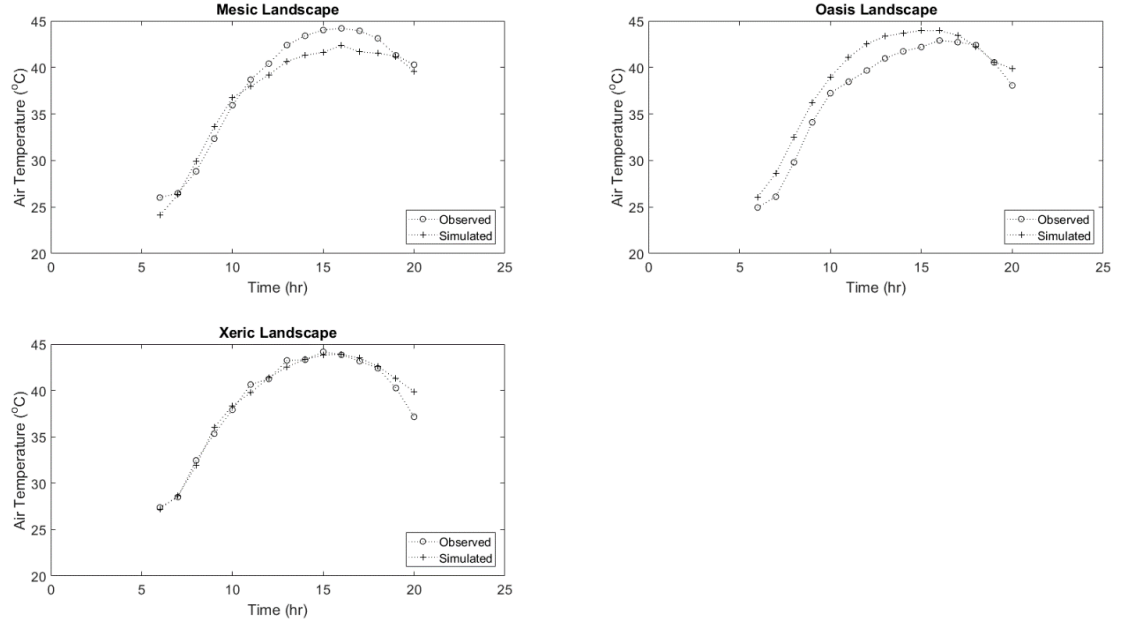 Mesic Landscape
45
40
35
30
25
20
Air Temperature (°C)
Observed
Simulated
0 5 10 15 20 25
Time (hr)
Oasis Landscape
45
40
35
30
25
20
Air Temperature (°C)
Observed
Simulated
0 5 10 15 20 25
Time (hr)
Xeric Landscape
45
40
35
30
25
20
Air Temperature (°C)
Observed
Simulated
0 5 10 15 20 25
Time (hr)